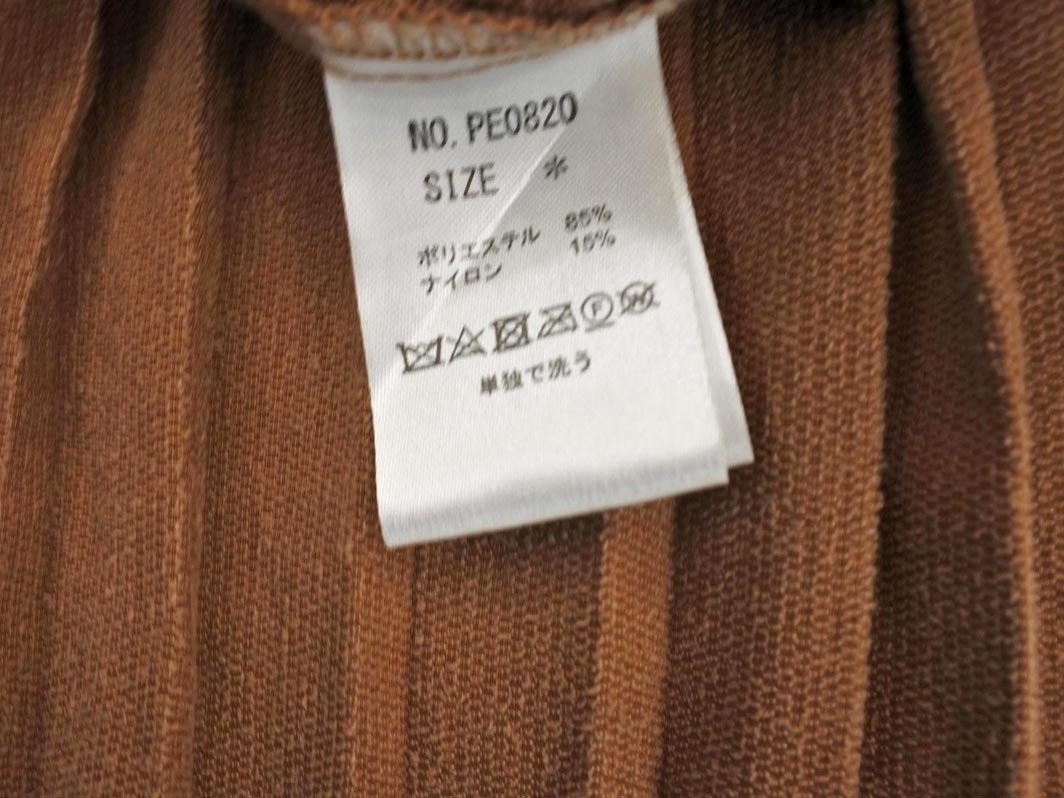 NO. PE0820
SIZE *
ポリエステル 85%
ナイロン 15%
F W
単独で洗う